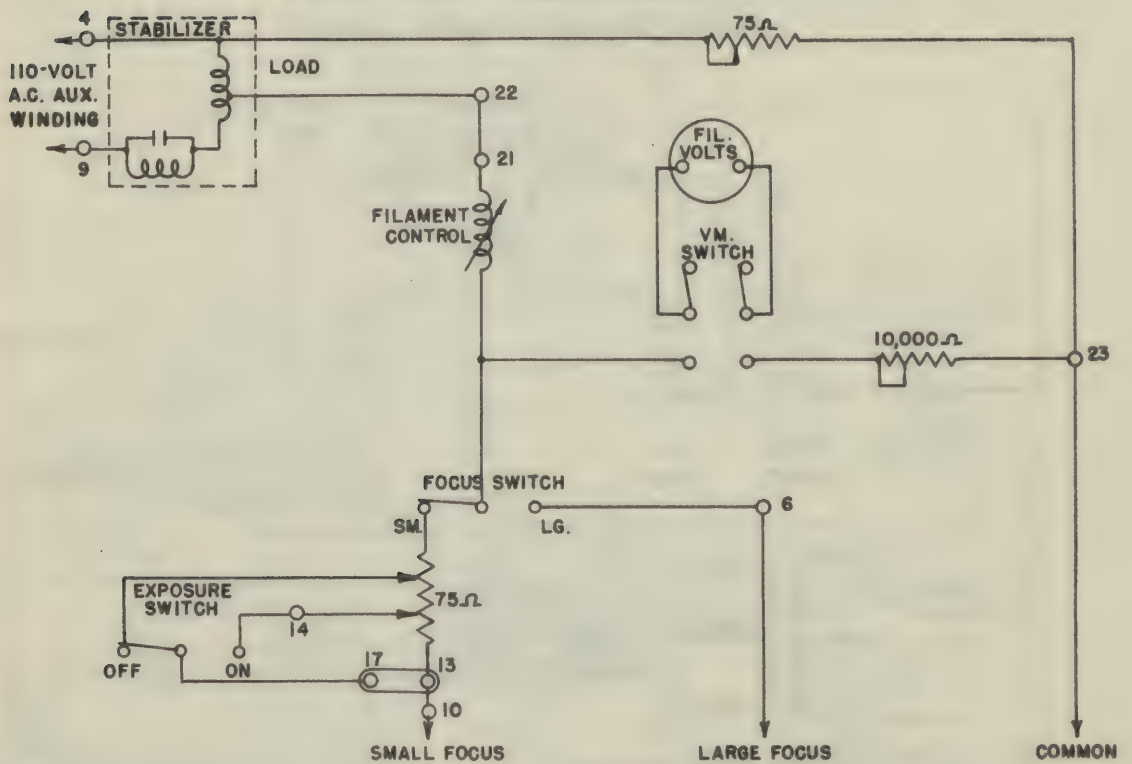 4
STABILIZER
75Ω
110-VOLT
A.C. AUX.
WINDING
LOAD
22
9
21
FIL.
VOLTS
FILAMENT
CONTROL
VM.
SWITCH
10,000Ω
23
FOCUS SWITCH
SM.
LG.
6
EXPOSURE
SWITCH
75Ω
14
OFF
ON
17
13
10
SMALL FOCUS
LARGE FOCUS
COMMON